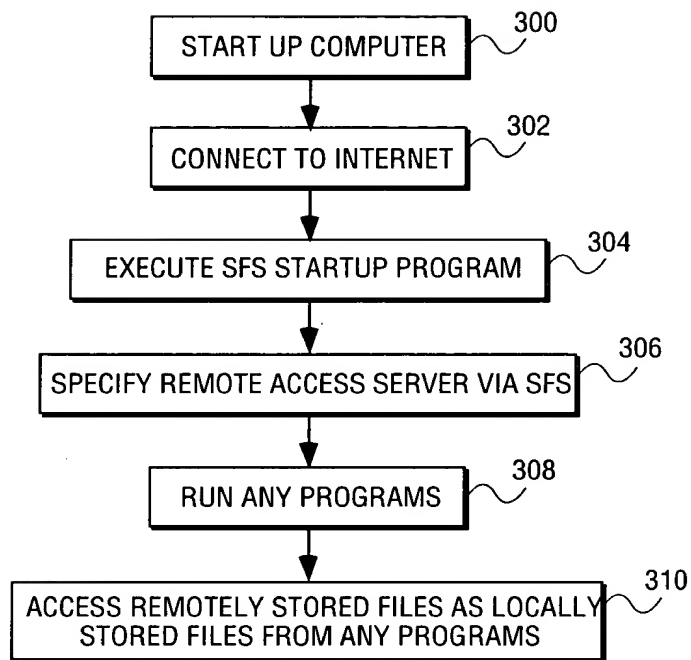 START UP COMPUTER
300
CONNECT TO INTERNET
302
EXECUTE SFS STARTUP PROGRAM
304
SPECIFY REMOTE ACCESS SERVER VIA SFS
306
RUN ANY PROGRAMS
308
ACCESS REMOTELY STORED FILES AS LOCALLY
STORED FILES FROM ANY PROGRAMS
310